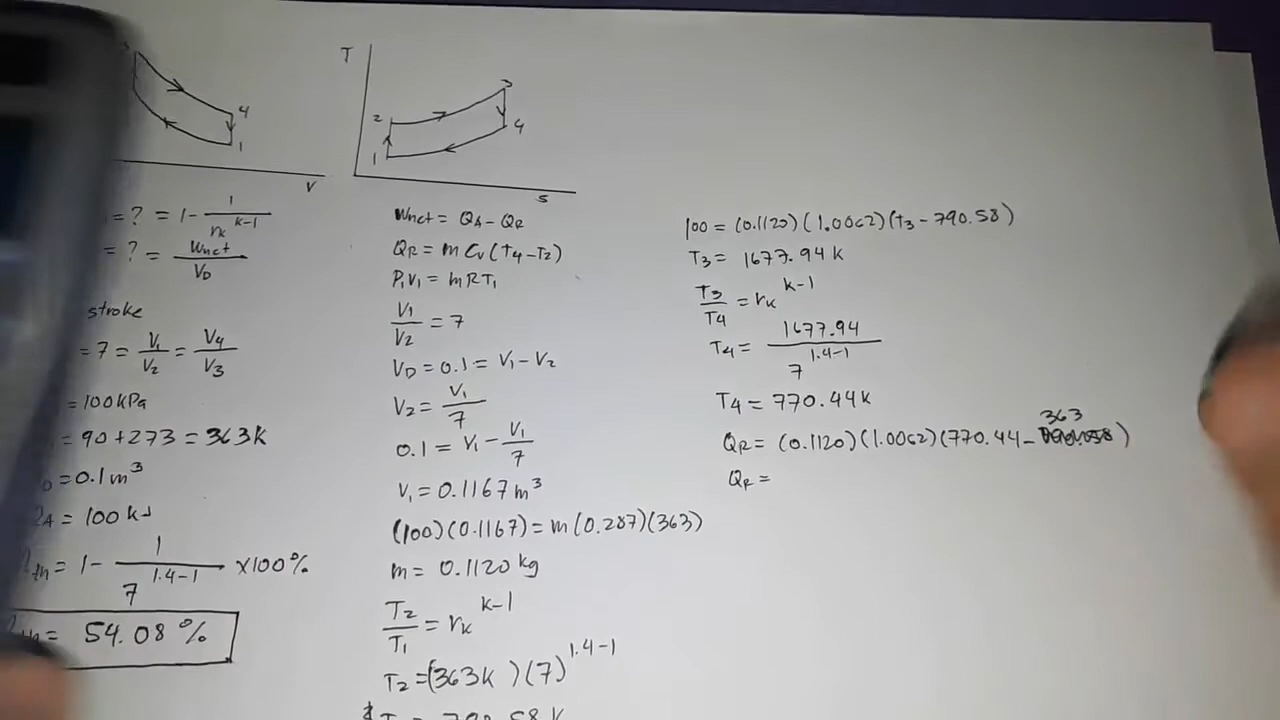 3
4
1
V
T
2
3
4
1
s
= ? = 1 - 1 / rk^(k-1)
= ? = Wnet / VD
stroke
= 7 = V1/V2 = V4/V3
= 100 kPa
= 90 + 273 = 363 K
= 0.1 m³
A = 100 kJ
th = 1 - 1 / 7^(1.4-1) x 100%
= 54.08 %
Wnet = QA - QR
QR = m Cv (T4 - T2)
P1V1 = mRT1
V1/V2 = 7
VD = 0.1 = V1 - V2
V2 = V1/7
0.1 = V1 - V1/7
V1 = 0.1167 m³
(100)(0.1167) = m(0.287)(363)
m = 0.1120 kg
T2/T1 = rk^(k-1)
T2 = (363K)(7)^(1.4-1)
100 = (0.1120)(1.0062)(T3 - 790.58)
T3 = 1677.94 K
T3/T4 = rk^(k-1)
T4 = 1677.94 / 7^(1.4-1)
T4 = 770.44 K
QR = (0.1120)(1.0062)(770.44 - 363)
QR =